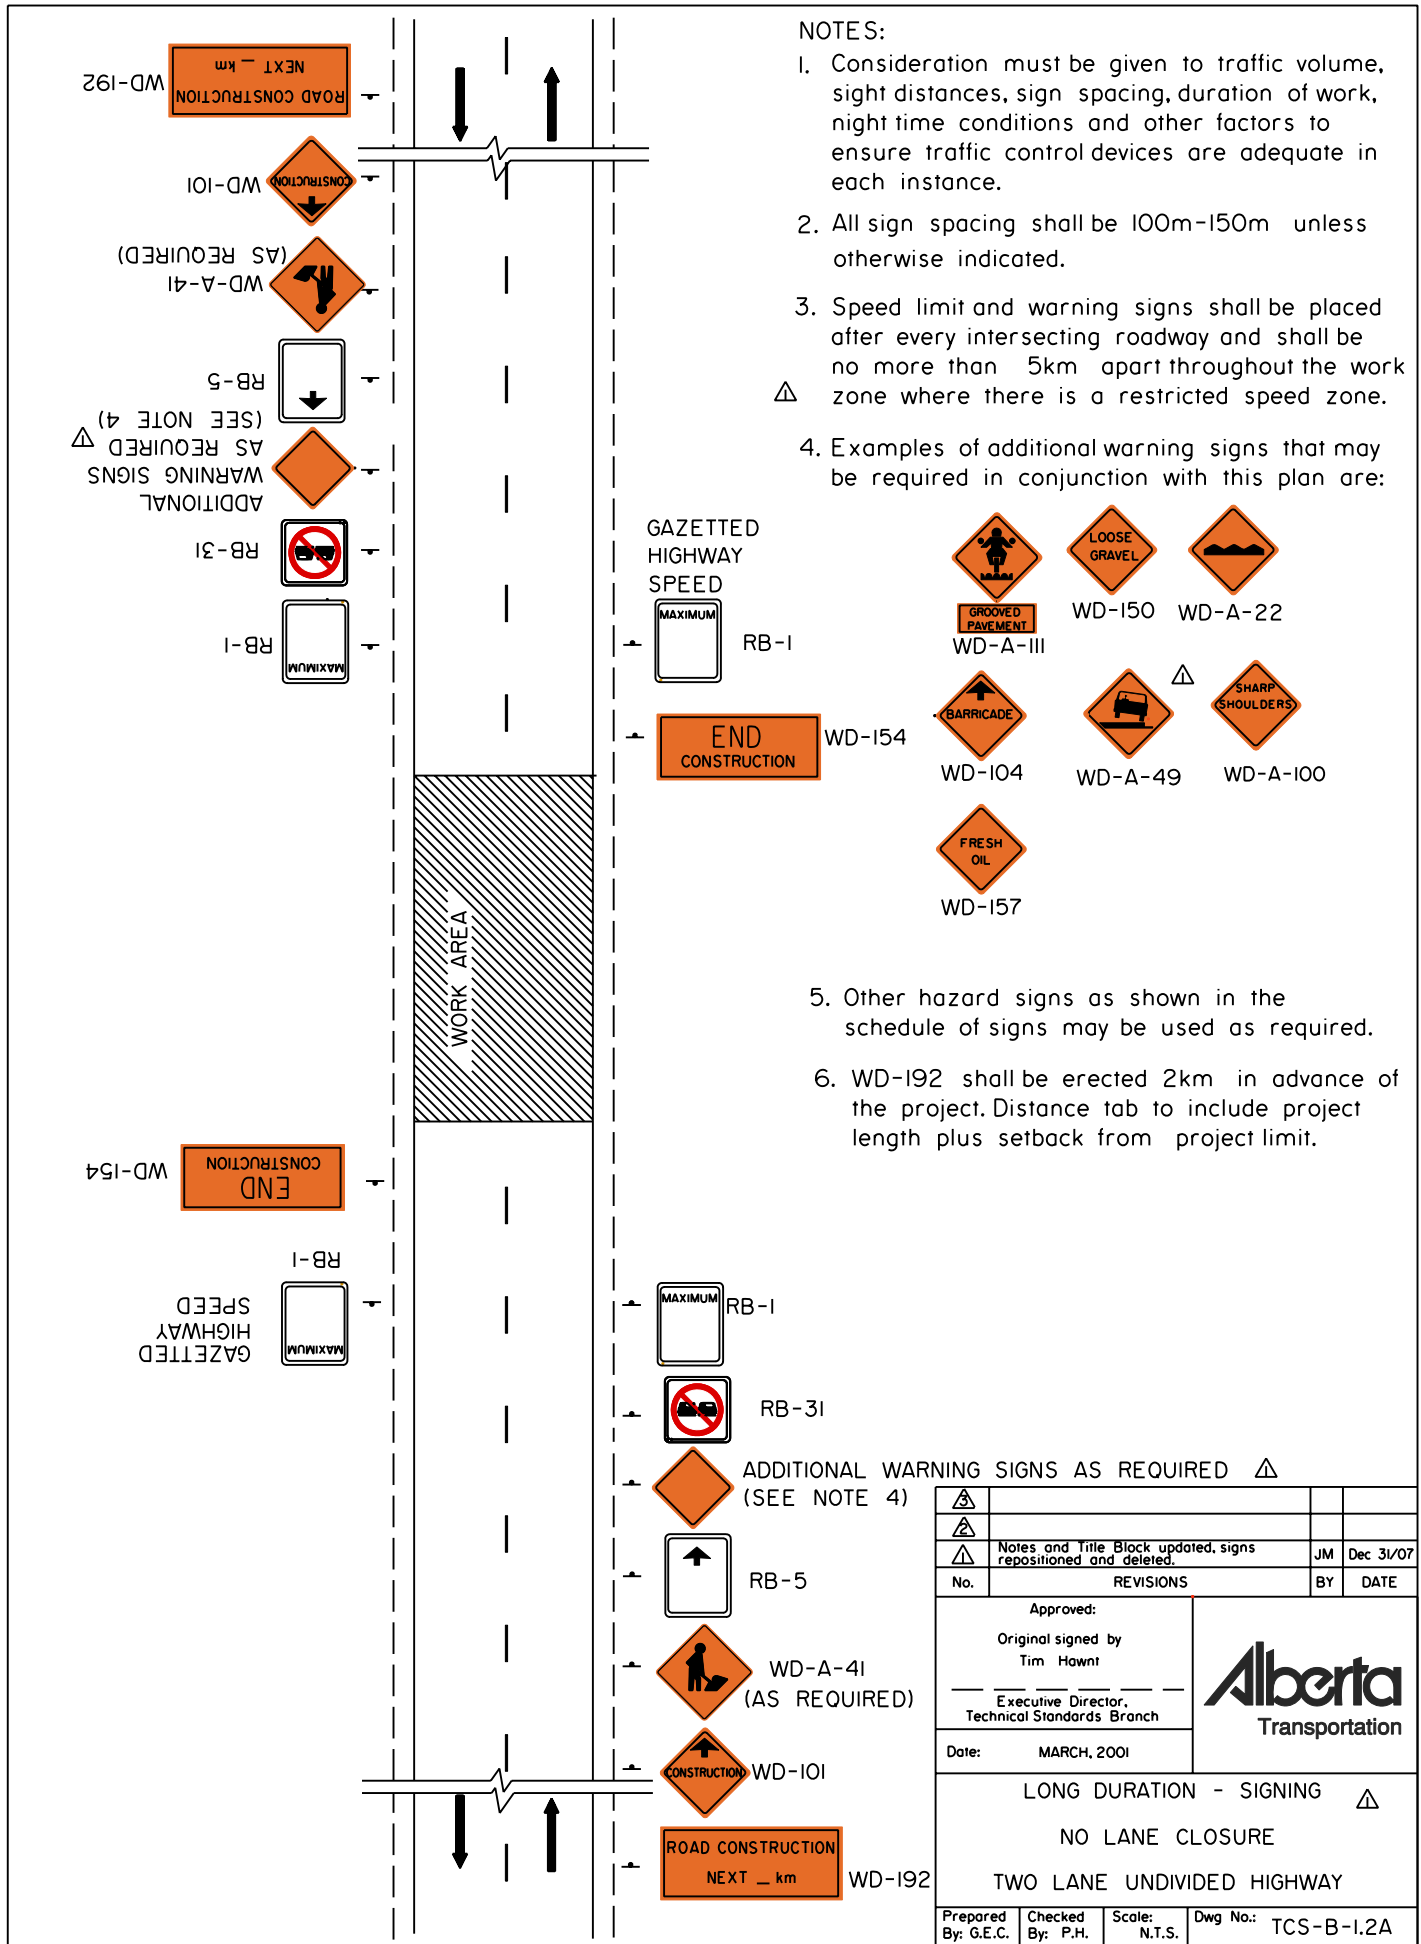 NOTES:
1. Consideration must be given to traffic volume,
sight distances, sign spacing, duration of work,
night time conditions and other factors to
ensure traffic control devices are adequate in
each instance.
2. All sign spacing shall be 100m-150m unless
otherwise indicated.
3. Speed limit and warning signs shall be placed
after every intersecting roadway and shall be
no more than 5km apart throughout the work
1 zone where there is a restricted speed zone.
4. Examples of additional warning signs that may
be required in conjunction with this plan are:
GROOVED
PAVEMENT
WD-A-111
LOOSE
GRAVEL
WD-150
WD-A-22
BARRICADE
WD-104
WD-A-49
1
SHARP
SHOULDERS
WD-A-100
FRESH
OIL
WD-157
5. Other hazard signs as shown in the
schedule of signs may be used as required.
6. WD-192 shall be erected 2km in advance of
the project. Distance tab to include project
length plus setback from project limit.
ROAD CONSTRUCTION
NEXT _ km
WD-192
CONSTRUCTION
WD-101
WD-A-41
(AS REQUIRED)
RB-5
ADDITIONAL
WARNING SIGNS
AS REQUIRED 1
(SEE NOTE 4)
RB-31
MAXIMUM
RB-1
GAZETTED
HIGHWAY
SPEED
MAXIMUM
RB-1
END
CONSTRUCTION
WD-154
WORK AREA
END
CONSTRUCTION
WD-154
RB-1
MAXIMUM
GAZETTED
HIGHWAY
SPEED
MAXIMUM
RB-1
RB-31
ADDITIONAL WARNING SIGNS AS REQUIRED 1
(SEE NOTE 4)
RB-5
WD-A-41
(AS REQUIRED)
CONSTRUCTION
WD-101
ROAD CONSTRUCTION
NEXT _ km
WD-192
3
2
1 Notes and Title Block updated, signs
repositioned and deleted. JM Dec 31/07
No. REVISIONS BY DATE
Approved:
Original signed by
Tim Hawnt
Executive Director,
Technical Standards Branch
Date: MARCH, 2001
Alberta
Transportation
LONG DURATION - SIGNING 1
NO LANE CLOSURE
TWO LANE UNDIVIDED HIGHWAY
Prepared
By: G.E.C.
Checked
By: P.H.
Scale:
N.T.S.
Dwg No.: TCS-B-1.2A